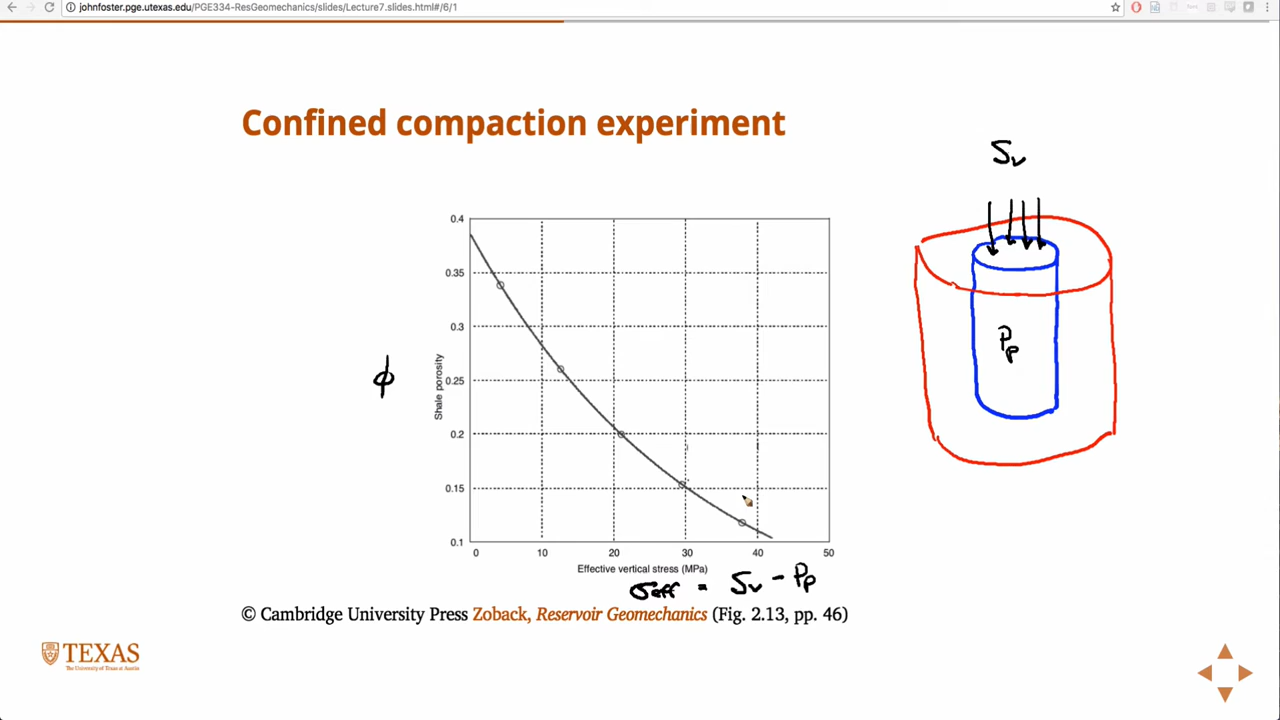 johnfoster.pge.utexas.edu/PGE334-ResGeomechanics/slides/Lecture7.slides.html#/6/1
Confined compaction experiment
Sv
0.4
0.35
0.3
0.25
0.2
0.15
0.1
Shale porosity
ϕ
Pp
0 10 20 30 40 50
Effective vertical stress (MPa)
σeff = Sv - Pp
© Cambridge University Press Zoback, Reservoir Geomechanics (Fig. 2.13, pp. 46)
TEXAS
The University of Texas at Austin